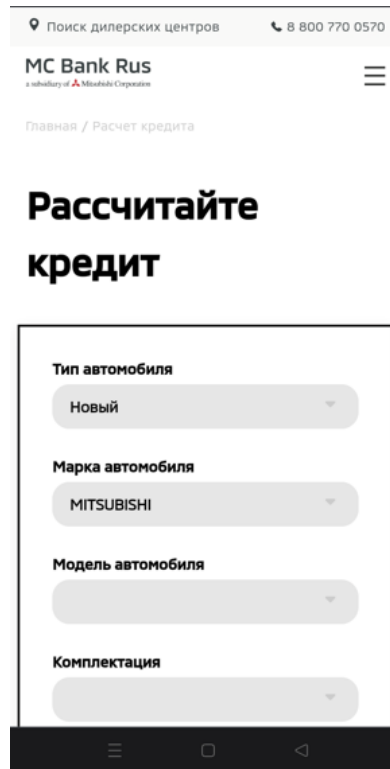 Поиск дилерских центров
8 800 770 0570
MC Bank Rus
a subsidiary of Mitsubishi Corporation
Главная / Расчет кредита
Рассчитайте
кредит
Тип автомобиля
Новый
Марка автомобиля
MITSUBISHI
Модель автомобиля
Комплектация